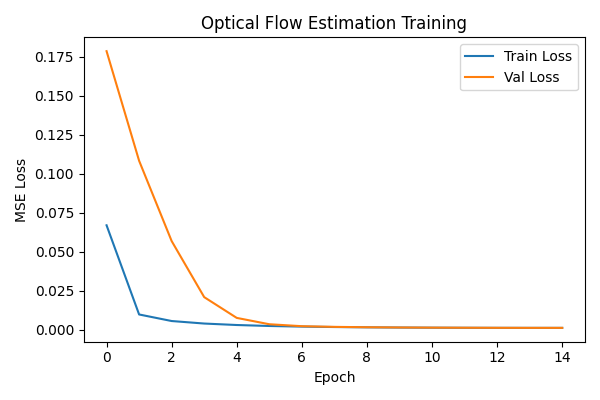 Optical Flow Estimation Training
Train Loss
Val Loss
MSE Loss
0.175
0.150
0.125
0.100
0.075
0.050
0.025
0.000
0 2 4 6 8 10 12 14
Epoch